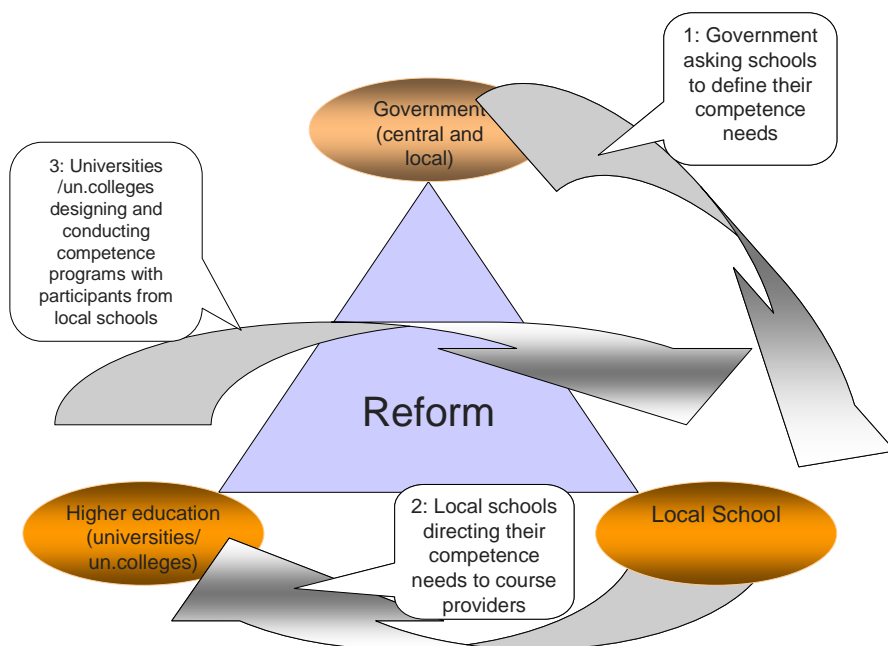 1: Government
asking schools
to define their
competence
needs
Government
(central and
local)
3: Universities
/un.colleges
designing and
conducting
competence
programs with
participants from
local schools
Reform
Higher education
(universities/
un.colleges)
2: Local schools
directing their
competence
needs to course
providers
Local School